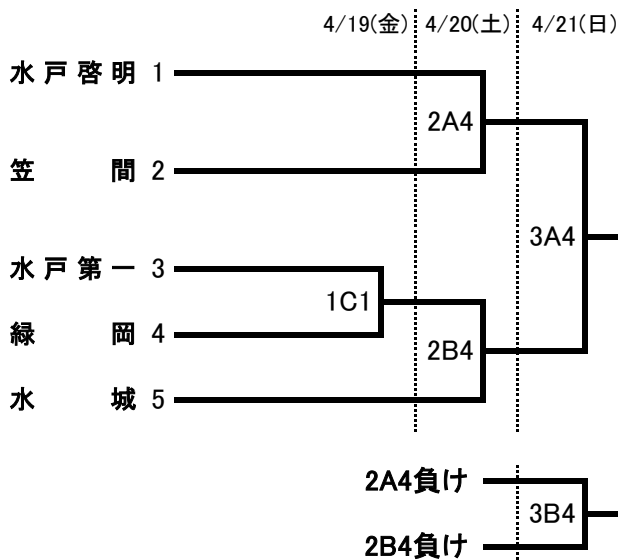 4/19(金) 4/20(土) 4/21(日)
水戸啓明 1
2A4
笠間 2
3A4
水戸第一 3
1C1
緑岡 4
2B4
水城 5
2A4負け
3B4
2B4負け